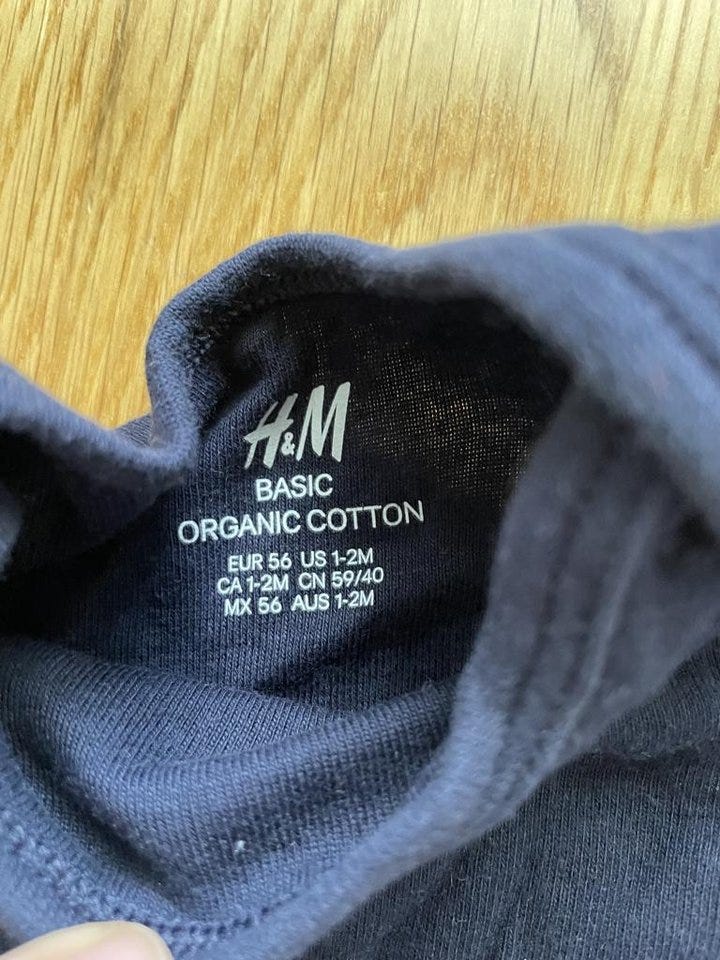 H&M
BASIC
ORGANIC COTTON
EUR 56 US 1-2M
CA 1-2M CN 59/40
MX 56 AUS 1-2M